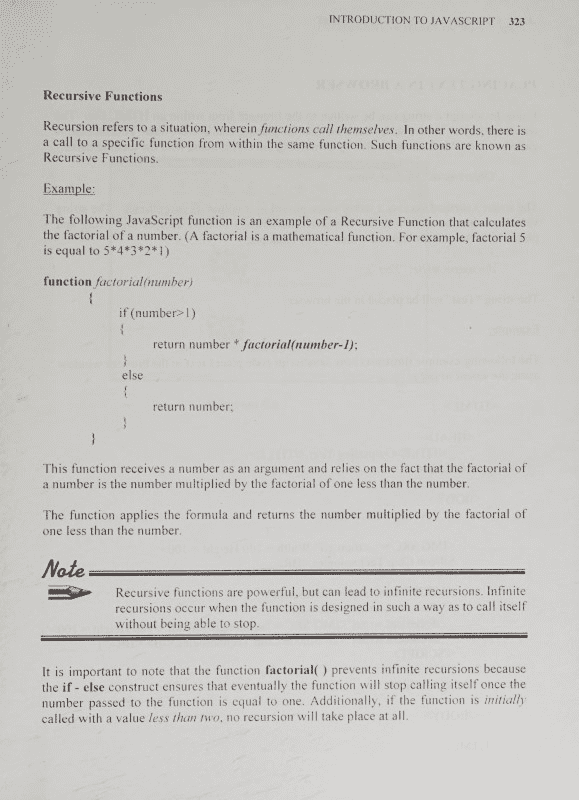 INTRODUCTION TO JAVASCRIPT 323
Recursive Functions
Recursion refers to a situation, wherein functions call themselves. In other words, there is
a call to a specific function from within the same function. Such functions are known as
Recursive Functions.
Example:
The following JavaScript function is an example of a Recursive Function that calculates
the factorial of a number. (A factorial is a mathematical function. For example, factorial 5
is equal to 5*4*3*2*1)
function factorial(number)
{
if (number>1)
{
return number * factorial(number-1);
}
else
{
return number;
}
}
This function receives a number as an argument and relies on the fact that the factorial of
a number is the number multiplied by the factorial of one less than the number.
The function applies the formula and returns the number multiplied by the factorial of
one less than the number.
Note
Recursive functions are powerful, but can lead to infinite recursions. Infinite
recursions occur when the function is designed in such a way as to call itself
without being able to stop.
It is important to note that the function factorial( ) prevents infinite recursions because
the if - else construct ensures that eventually the function will stop calling itself once the
number passed to the function is equal to one. Additionally, if the function is initially
called with a value less than two, no recursion will take place at all.